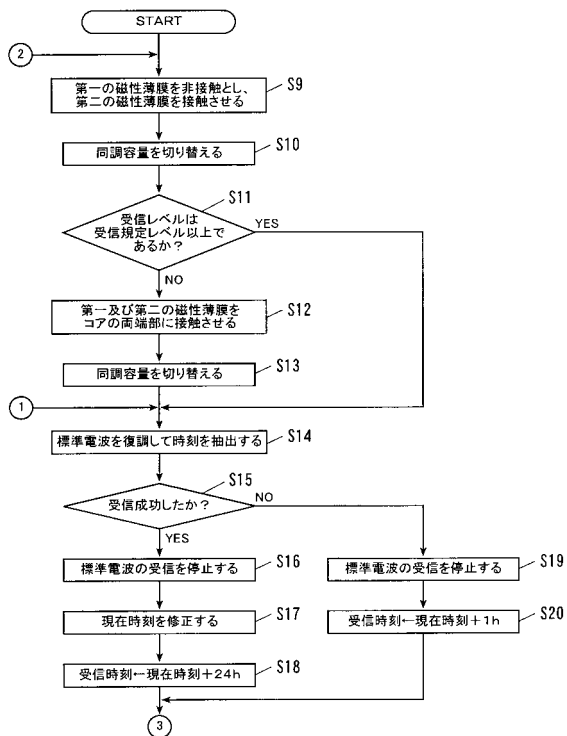 START
2
第一の磁性薄膜を非接触とし、
第二の磁性薄膜を接触させる
S9
同調容量を切り替える
S10
受信レベルは
受信規定レベル以上で
あるか？
S11
YES
NO
第一及び第二の磁性薄膜を
コアの両端部に接触させる
S12
同調容量を切り替える
S13
1
標準電波を復調して時刻を抽出する
S14
受信成功したか？
S15
NO
YES
標準電波の受信を停止する
S16
標準電波の受信を停止する
S19
現在時刻を修正する
S17
受信時刻←現在時刻＋1h
S20
受信時刻←現在時刻＋24h
S18
3